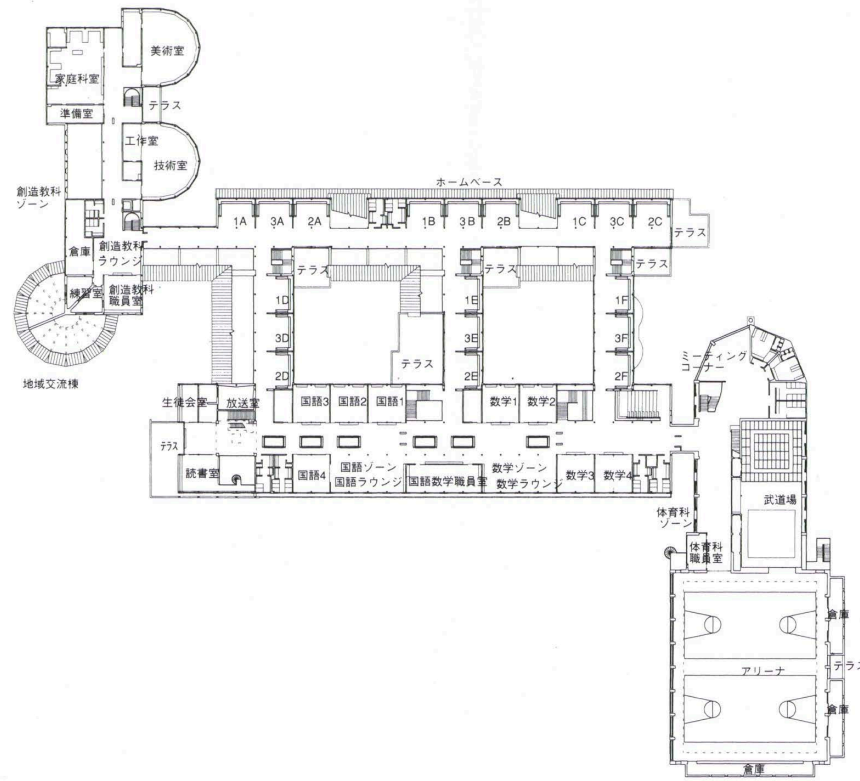 美術室
家庭科室
テラス
準備室
工作室
技術室
創造教科
ゾーン
ホームベース
1A
3A
2A
1B
3B
2B
1C
3C
2C
テラス
倉庫
創造教科
ラウンジ
テラス
テラス
テラス
練習室
創造教科
職員室
1D
1E
1F
3D
3E
3F
テラス
2D
2E
2F
地域交流棟
ミーティング
コーナー
生徒会室
放送室
国語3
国語2
国語1
数学1
数学2
テラス
読書室
国語4
国語ゾーン
国語ラウンジ
国語数学職員室
数学ゾーン
数学ラウンジ
数学3
数学4
武道場
体育科
ゾーン
体育科
職員室
倉庫
アリーナ
テラス
倉庫
倉庫